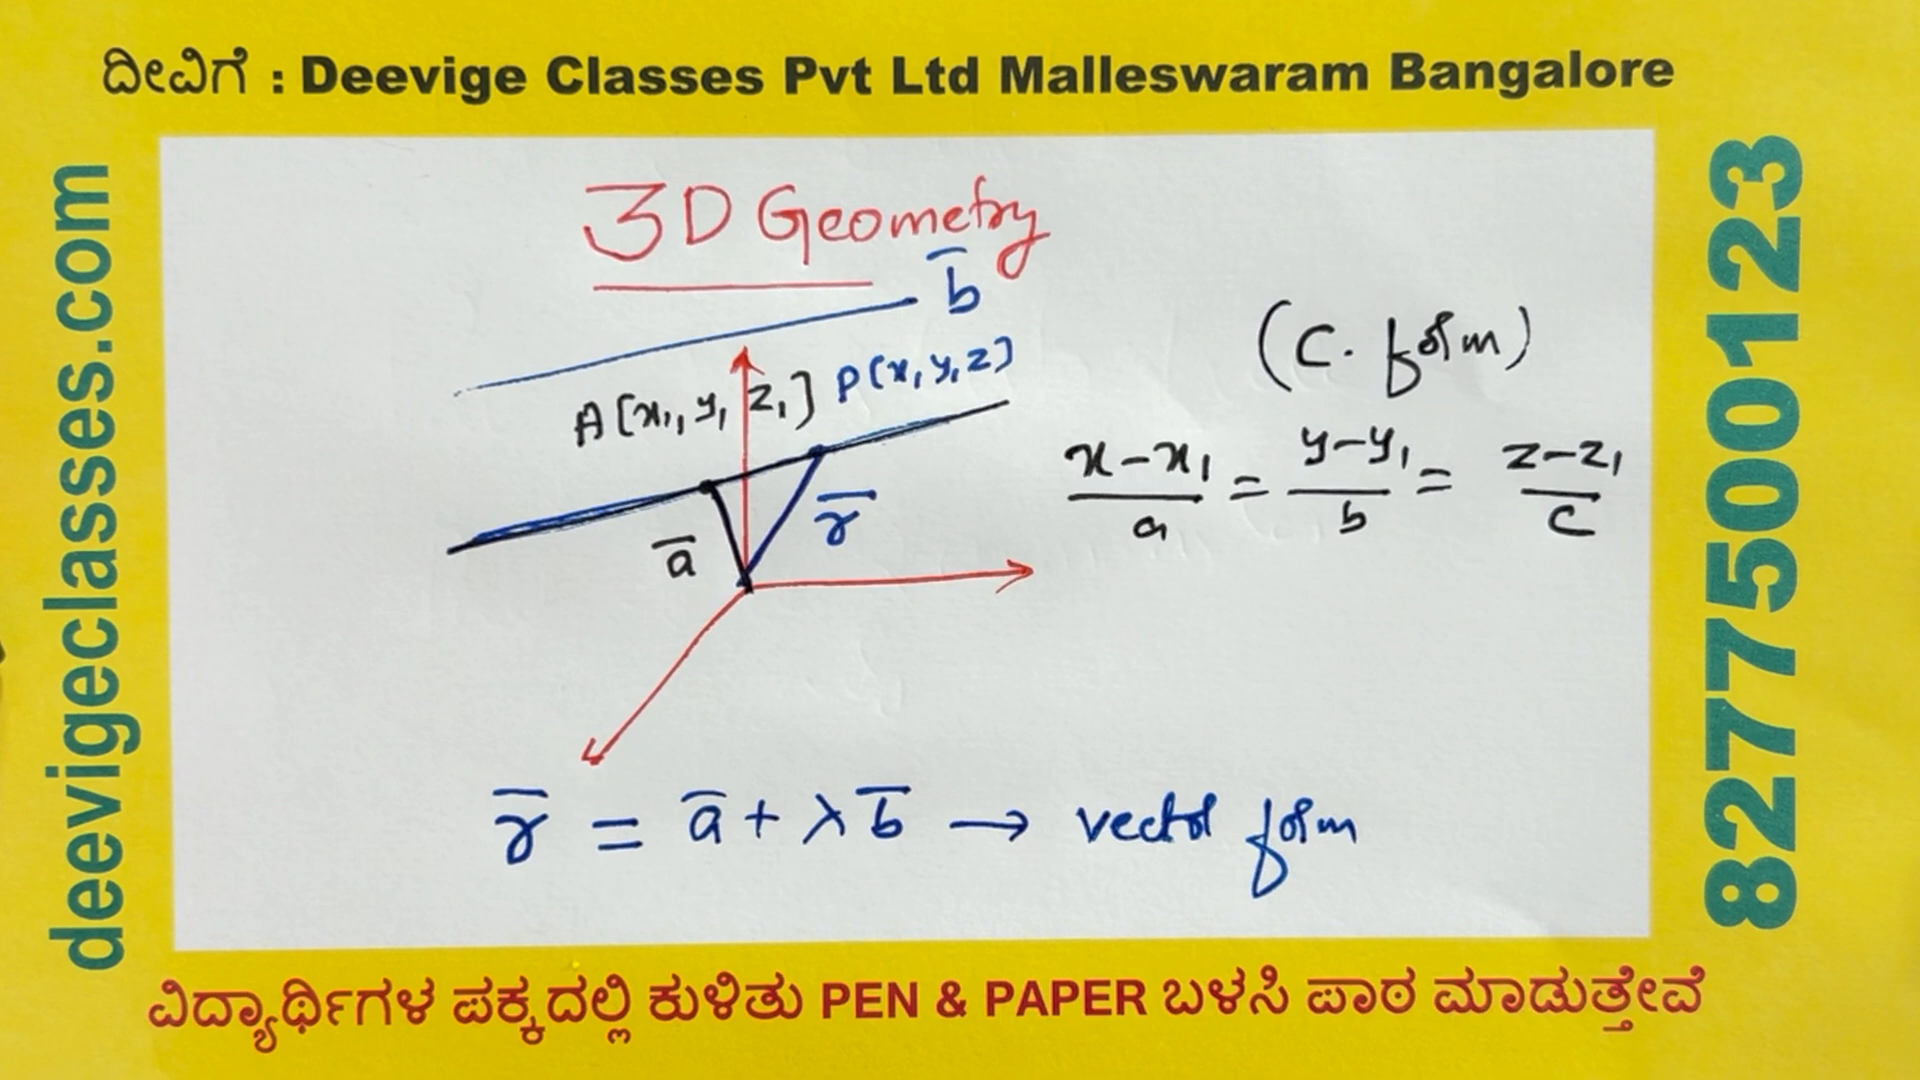 ದೀವಿಗೆ : Deevige Classes Pvt Ltd Malleswaram Bangalore
deevigeclasses.com
8277500123
3D Geometry
b̅
(C. form)
A[x₁, y₁ z₁] P(x, y, z)
(x-x₁)/a = (y-y₁)/b = (z-z₁)/c
a̅
r̅
r̅ = a̅ + λ b̅ → vector form
ವಿದ್ಯಾರ್ಥಿಗಳ ಪಕ್ಕದಲ್ಲಿ ಕುಳಿತು PEN & PAPER ಬಳಸಿ ಪಾಠ ಮಾಡುತ್ತೇವೆ